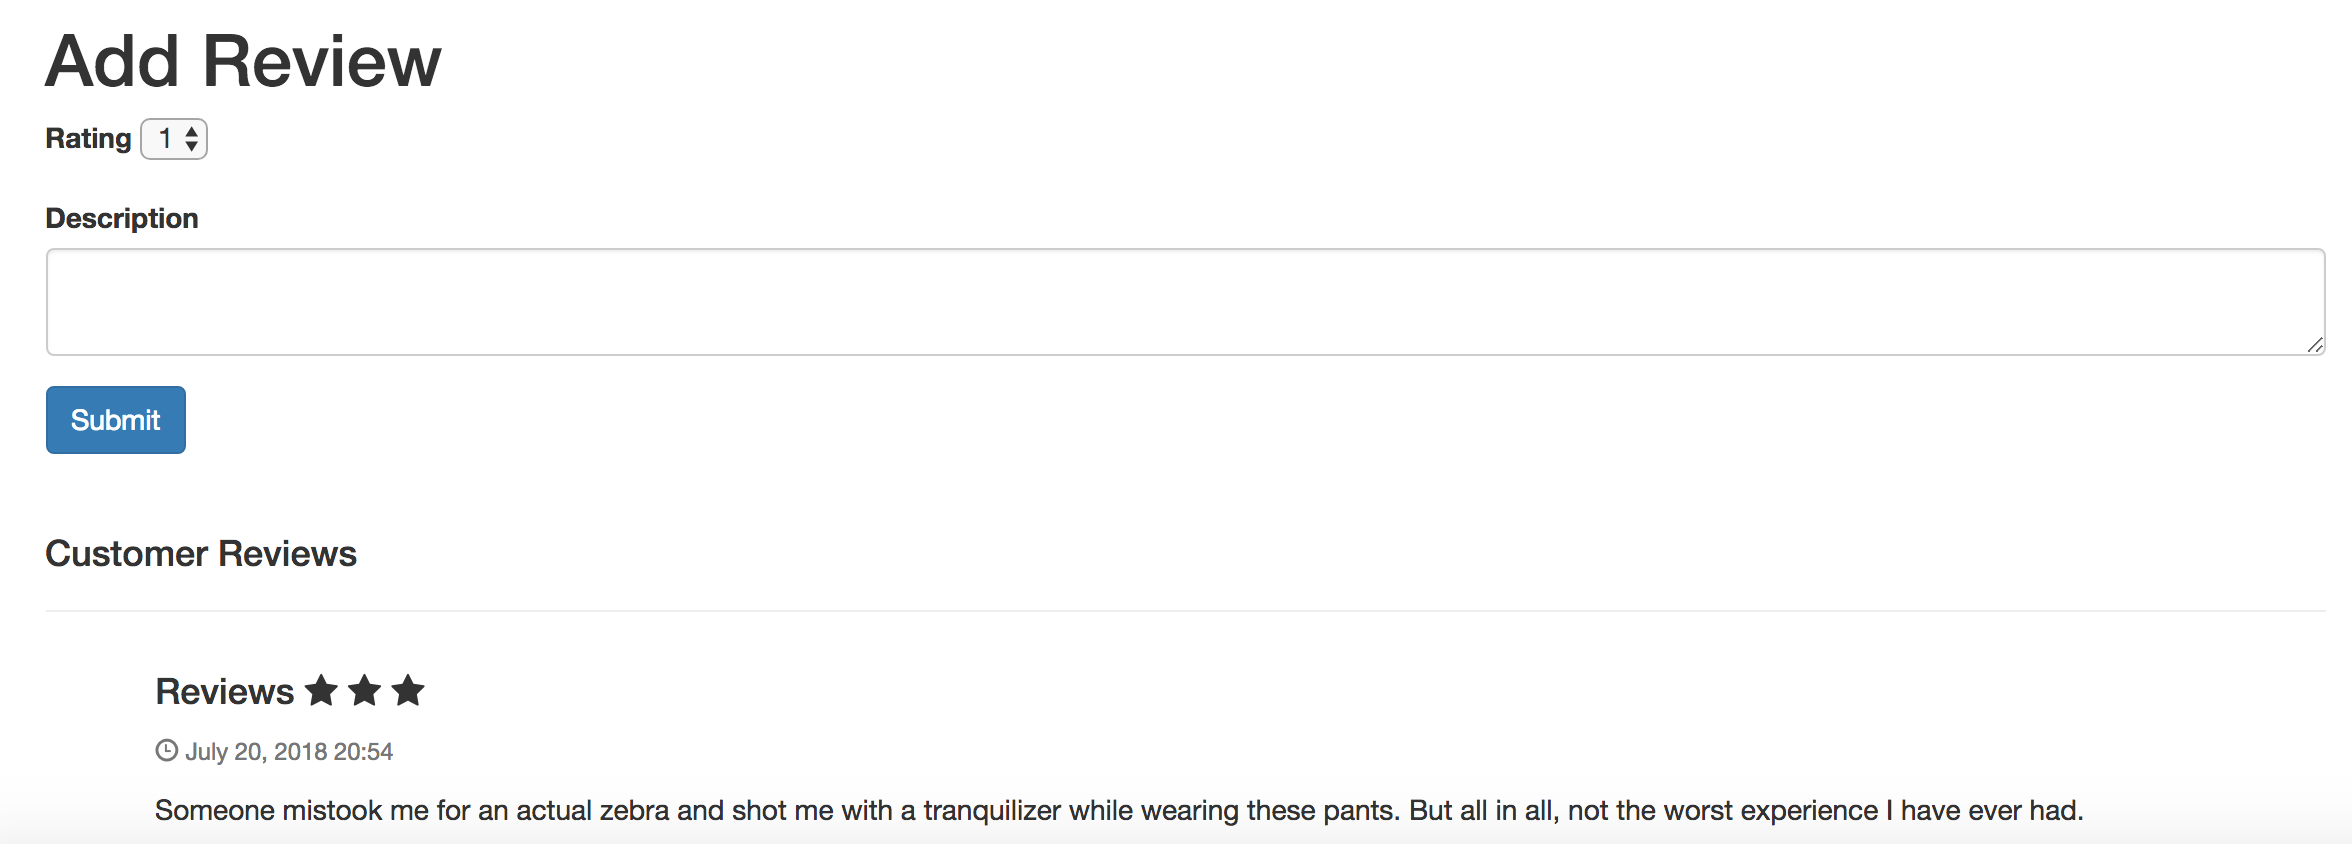 Add Review
Rating 1
Description
Submit
Customer Reviews
Reviews
July 20, 2018 20:54
Someone mistook me for an actual zebra and shot me with a tranquilizer while wearing these pants. But all in all, not the worst experience I have ever had.